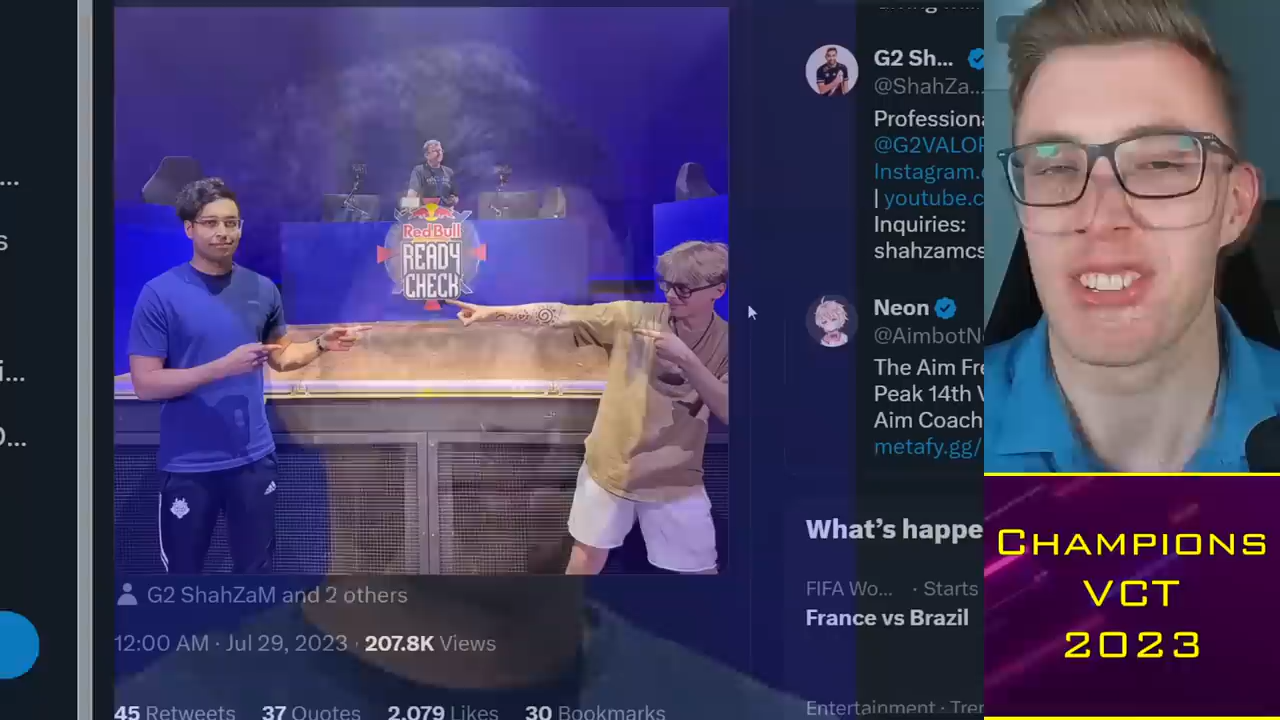 G2 Sh...
@ShahZa...
Professiona
@G2VALOR
Instagram.c
| youtube.c
Inquiries:
shahzamcs
Neon
@AimbotN
The Aim Fre
Peak 14th V
Aim Coach
metafy.gg/
What's happe
FIFA Wo... · Starts
France vs Brazil
Entertainment · Trer
Red Bull
READY
CHECK
G2 ShahZaM and 2 others
12:00 AM · Jul 29, 2023 · 207.8K Views
45 Retweets 37 Quotes 2,079 Likes 30 Bookmarks
CHAMPIONS
VCT
2023